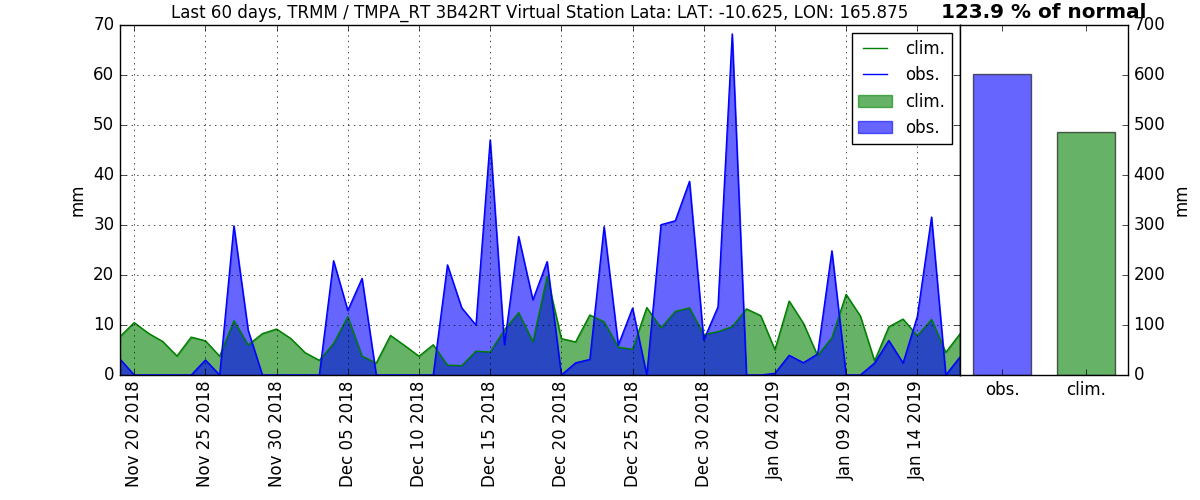 Last 60 days, TRMM / TMPA_RT 3B42RT Virtual Station Lata: LAT: -10.625, LON: 165.875
123.9 % of normal
70
60
50
40
30
20
10
0
mm
clim.
obs.
clim.
obs.
Nov 20 2018
Nov 25 2018
Nov 30 2018
Dec 05 2018
Dec 10 2018
Dec 15 2018
Dec 20 2018
Dec 25 2018
Dec 30 2018
Jan 04 2019
Jan 09 2019
Jan 14 2019
700
600
500
400
300
200
100
0
mm
obs.
clim.